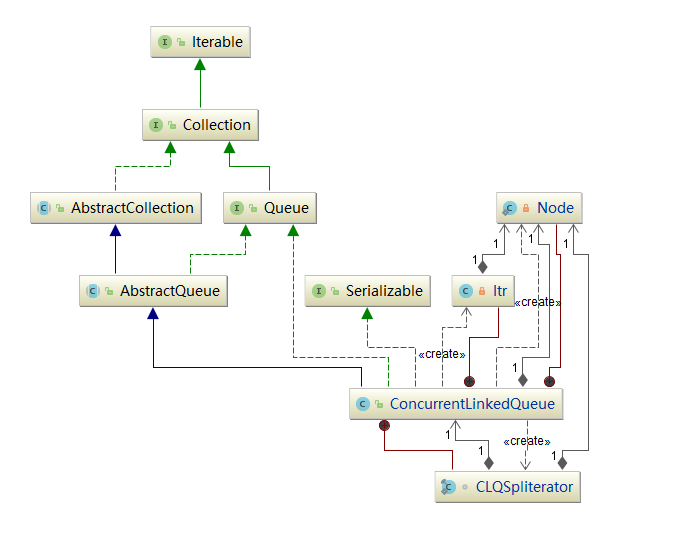 I Iterable
I Collection
C AbstractCollection
I Queue
C Node
1
1
1
1
C AbstractQueue
I Serializable
C Itr
«create»
«create»
1
C ConcurrentLinkedQueue
1
«create»
1
C CLQSpliterator